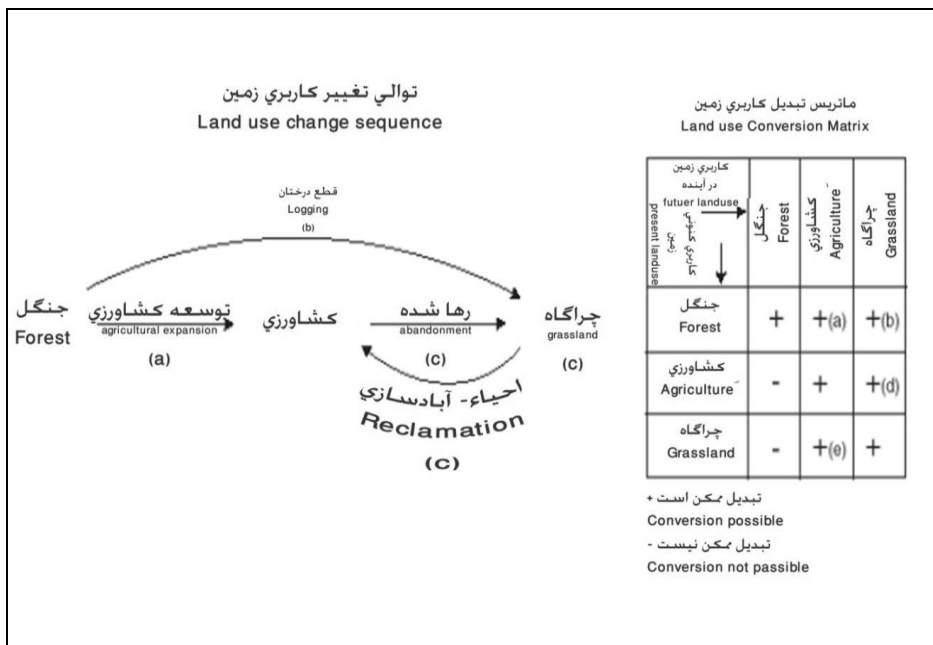 توالي تغيير كاربري زمين
Land use change sequence
قطع درختان
Logging
(b)
جنگل
Forest
توسعه كشاورزي
agricultural expansion
(a)
كشاورزي
رها شده
abandonment
(c)
چراگاه
grassland
(c)
احياء- آبادسازي
Reclamation
(c)
ماتريس تبديل كاربري زمين
Land use Conversion Matrix
كاربري زمين
در آينده
futuer landuse
كاربري كنوني
زمين
present landuse
جنگل
Forest
كشاورزي
Agriculture
چراگاه
Grassland
جنگل
Forest
+ +(a) +(b)
كشاورزي
Agriculture
- + +(d)
چراگاه
Grassland
- +(e) +
تبديل ممكن است +
Conversion possible
تبديل ممكن نيست -
Conversion not passible